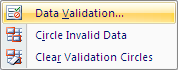 Data Validation...
Circle Invalid Data
Clear Validation Circles